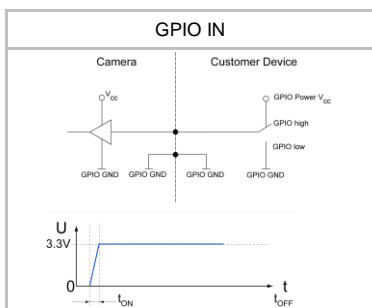 GPIO IN
Camera
Customer Device
Vcc
GPIO Power Vcc
GPIO high
GPIO low
GPIO GND GPIO GND GPIO GND GPIO GND
U
3.3V
0
t
tON
tOFF